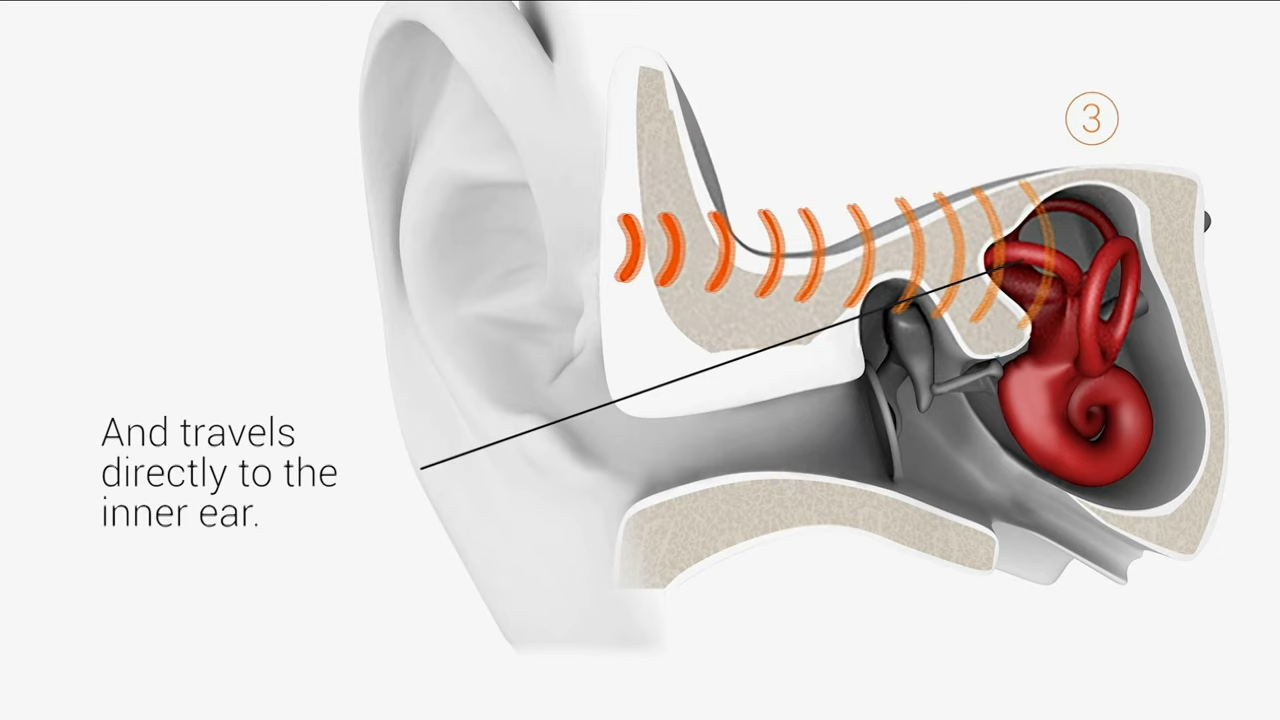 3
And travels
directly to the
inner ear.